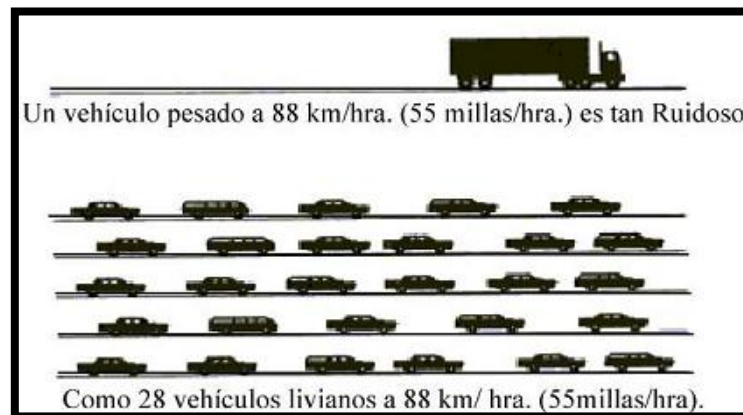 Un vehículo pesado a 88 km/hra. (55 millas/hra.) es tan Ruidoso
Como 28 vehículos livianos a 88 km/ hra. (55millas/hra).